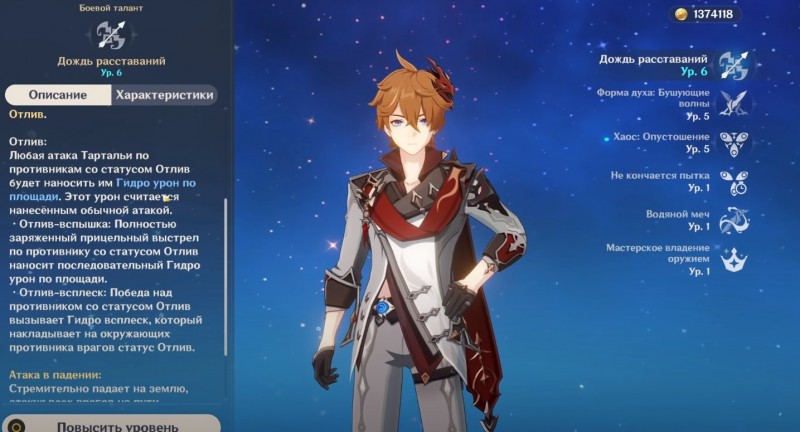 Боевой талант
Дождь расставаний
Ур. 6
Описание
Характеристики
Отлив.
Отлив:
Любая атака Тартальи по
противникам со статусом Отлив
будет наносить им Гидро урон по
площади. Этот урон считается
нанесённым обычной атакой.
· Отлив-вспышка: Полностью
заряженный прицельный выстрел
по противнику со статусом Отлив
наносит последовательный Гидро
урон по площади.
· Отлив-всплеск: Победа над
противником со статусом Отлив
вызывает Гидро всплеск, который
накладывает на окружающих
противника врагов статус Отлив.
Атака в падении:
Стремительно падает на землю,
Повысить уровень
1374118
Дождь расставаний
Ур. 6
Форма духа: Бушующие
волны
Ур. 5
Хаос: Опустошение
Ур. 5
Не кончается пытка
Ур. 1
Водяной меч
Ур. 1
Мастерское владение
оружием
Ур. 1